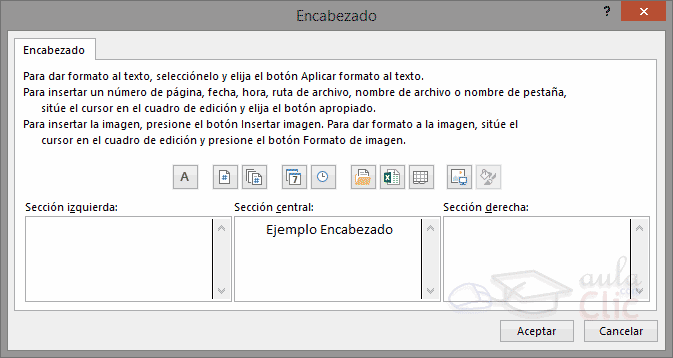 Encabezado
?
Encabezado
Para dar formato al texto, selecciónelo y elija el botón Aplicar formato al texto.
Para insertar un número de página, fecha, hora, ruta de archivo, nombre de archivo o nombre de pestaña,
sitúe el cursor en el cuadro de edición y elija el botón apropiado.
Para insertar la imagen, presione el botón Insertar imagen. Para dar formato a la imagen, sitúe el
cursor en el cuadro de edición y presione el botón Formato de imagen.
A # # 7
Sección izquierda: Sección central: Sección derecha:
Ejemplo Encabezado
aula
.com
Clic
Aceptar Cancelar